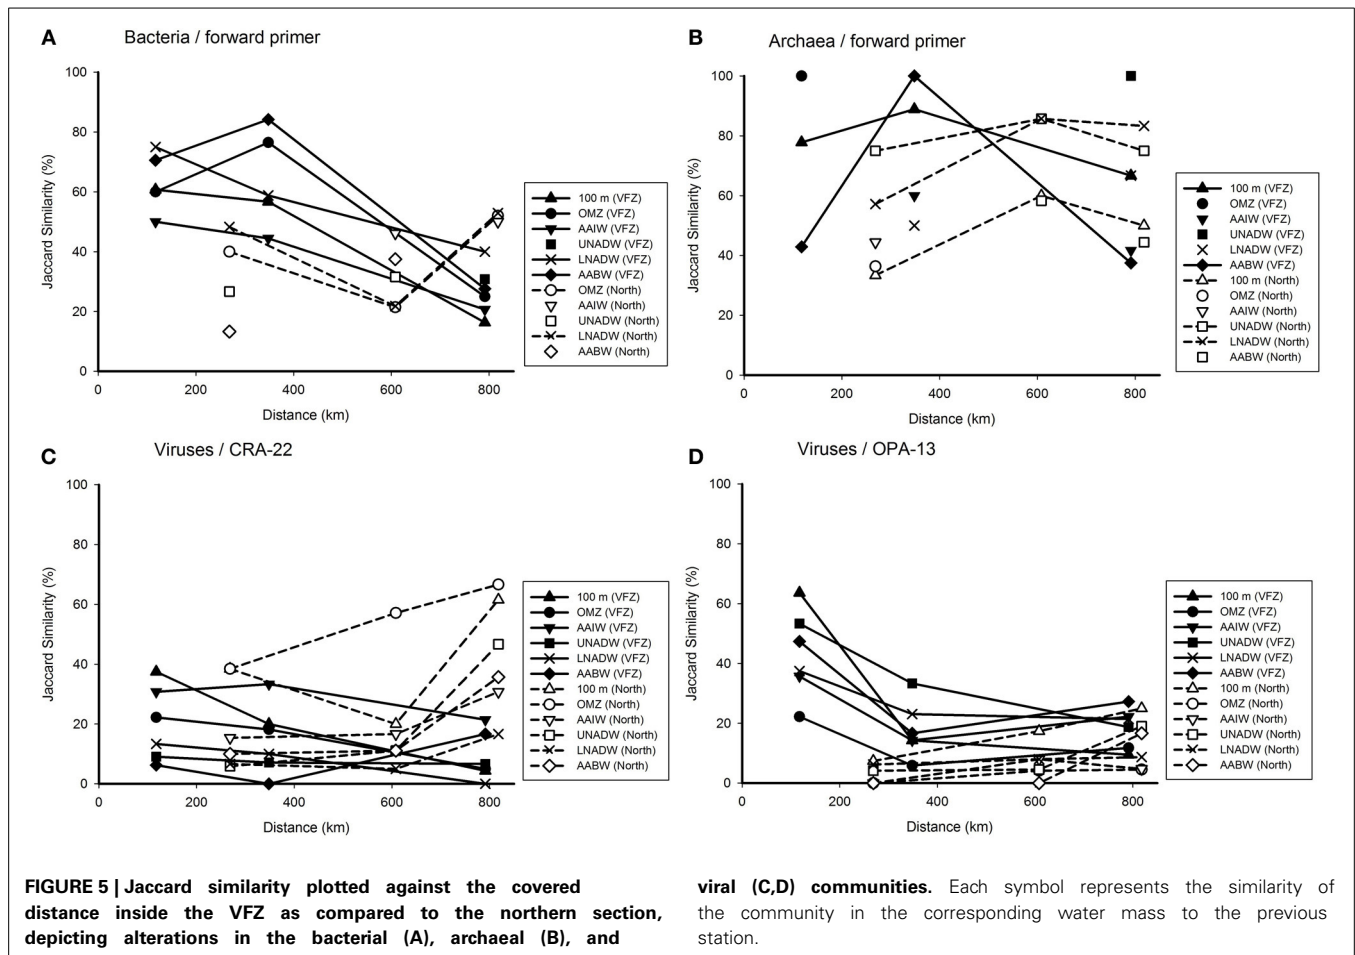 A
Bacteria / forward primer
100
80
60
40
20
0
Jaccard Similarity (%)
0 200 400 600 800
Distance (km)
100 m (VFZ)
OMZ (VFZ)
AAIW (VFZ)
UNADW (VFZ)
LNADW (VFZ)
AABW (VFZ)
OMZ (North)
AAIW (North)
UNADW (North)
LNADW (North)
AABW (North)
B
Archaea / forward primer
100
80
60
40
20
0
Jaccard Similarity (%)
0 200 400 600 800
Distance (km)
100 m (VFZ)
OMZ (VFZ)
AAIW (VFZ)
UNADW (VFZ)
LNADW (VFZ)
AABW (VFZ)
100 m (North)
OMZ (North)
AAIW (North)
UNADW (North)
LNADW (North)
AABW (North)
C
Viruses / CRA-22
100
80
60
40
20
0
Jaccard Similarity (%)
0 200 400 600 800
Distance (km)
100 m (VFZ)
OMZ (VFZ)
AAIW (VFZ)
UNADW (VFZ)
LNADW (VFZ)
AABW (VFZ)
100 m (North)
OMZ (North)
AAIW (North)
UNADW (North)
LNADW (North)
AABW (North)
D
Viruses / OPA-13
100
80
60
40
20
0
Jaccard Similarity (%)
0 200 400 600 800
Distance (km)
100 m (VFZ)
OMZ (VFZ)
AAIW (VFZ)
UNADW (VFZ)
LNADW (VFZ)
AABW (VFZ)
100 m (North)
OMZ (North)
AAIW (North)
UNADW (North)
LNADW (North)
AABW (North)
FIGURE 5 | Jaccard similarity plotted against the covered
distance inside the VFZ as compared to the northern section,
depicting alterations in the bacterial (A), archaeal (B), and
viral (C,D) communities. Each symbol represents the similarity of
the community in the corresponding water mass to the previous
station.